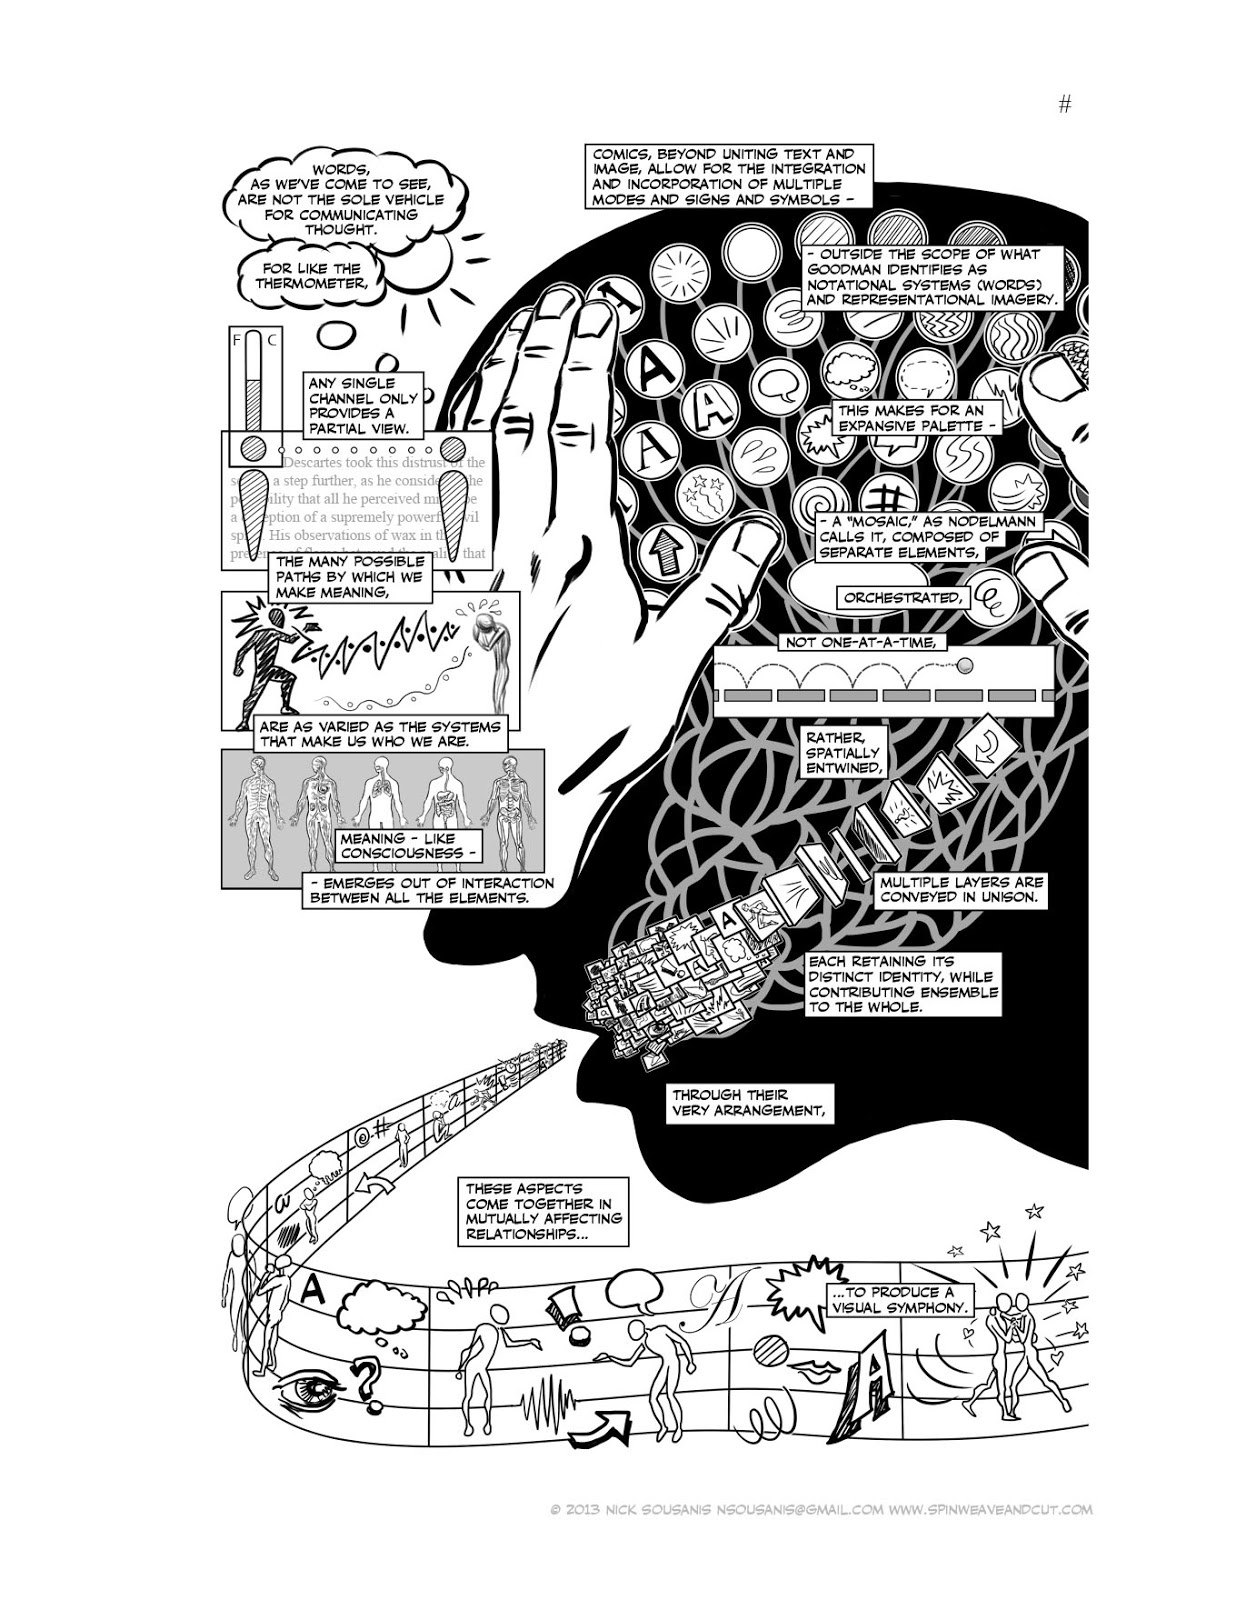 #
WORDS,
AS WE'VE COME TO SEE,
ARE NOT THE SOLE VEHICLE
FOR COMMUNICATING
THOUGHT.
FOR LIKE THE
THERMOMETER,
F C
ANY SINGLE
CHANNEL ONLY
PROVIDES A
PARTIAL VIEW.
Descartes took this distrust of the
a step further, as he the
that all he perceived
a of a supremely
His observations of wax in
that
THE MANY POSSIBLE
PATHS BY WHICH WE
MAKE MEANING,
ARE AS VARIED AS THE SYSTEMS
THAT MAKE US WHO WE ARE.
MEANING - LIKE
CONSCIOUSNESS -
- EMERGES OUT OF INTERACTION
BETWEEN ALL THE ELEMENTS.
COMICS, BEYOND UNITING TEXT AND
IMAGE, ALLOW FOR THE INTEGRATION
AND INCORPORATION OF MULTIPLE
MODES AND SIGNS AND SYMBOLS -
- OUTSIDE THE SCOPE OF WHAT
GOODMAN IDENTIFIES AS
NOTATIONAL SYSTEMS (WORDS)
AND REPRESENTATIONAL IMAGERY.
A
A
A
A
#
THIS MAKES FOR AN
EXPANSIVE PALETTE -
- A "MOSAIC," AS NODELMANN
CALLS IT, COMPOSED OF
SEPARATE ELEMENTS,
ORCHESTRATED,
NOT ONE-AT-A-TIME,
RATHER,
SPATIALLY
ENTWINED,
MULTIPLE LAYERS ARE
CONVEYED IN UNISON.
A
EACH RETAINING ITS
DISTINCT IDENTITY, WHILE
CONTRIBUTING ENSEMBLE
TO THE WHOLE.
THROUGH THEIR
VERY ARRANGEMENT,
a
@ #
THESE ASPECTS
COME TOGETHER IN
MUTUALLY AFFECTING
RELATIONSHIPS...
A
?
!
A
A
...TO PRODUCE A
VISUAL SYMPHONY.
© 2013 NICK SOUSANIS NSOUSANIS@GMAIL.COM WWW.SPINWEAVEANDCUT.COM